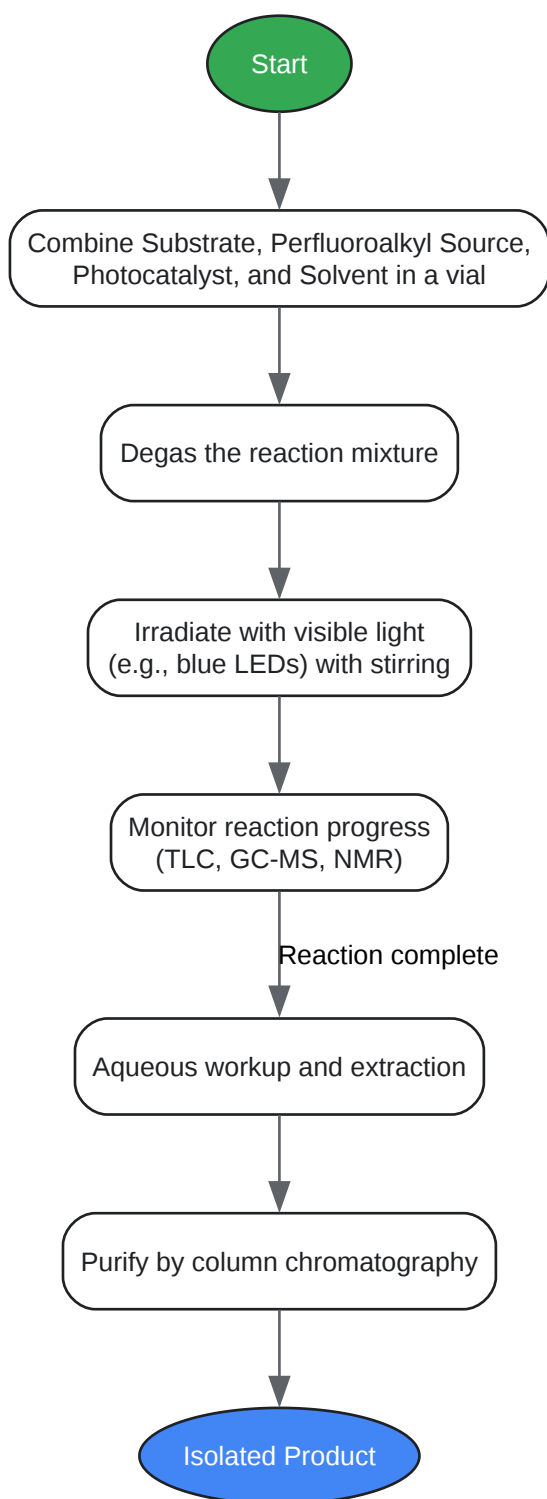 Start
Combine Substrate, Perfluoroalkyl Source,
Photocatalyst, and Solvent in a vial
Degas the reaction mixture
Irradiate with visible light
(e.g., blue LEDs) with stirring
Monitor reaction progress
(TLC, GC-MS, NMR)
Reaction complete
Aqueous workup and extraction
Purify by column chromatography
Isolated Product